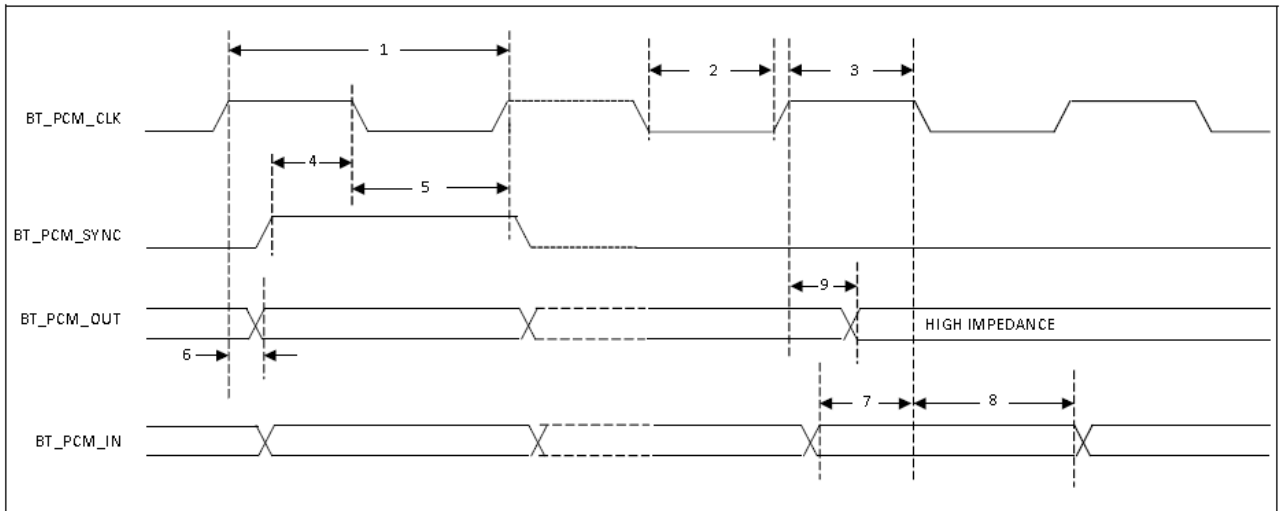 1
2
3
BT_PCM_CLK
4
5
BT_PCM_SYNC
9
BT_PCM_OUT
HIGH IMPEDANCE
6
7
8
BT_PCM_IN